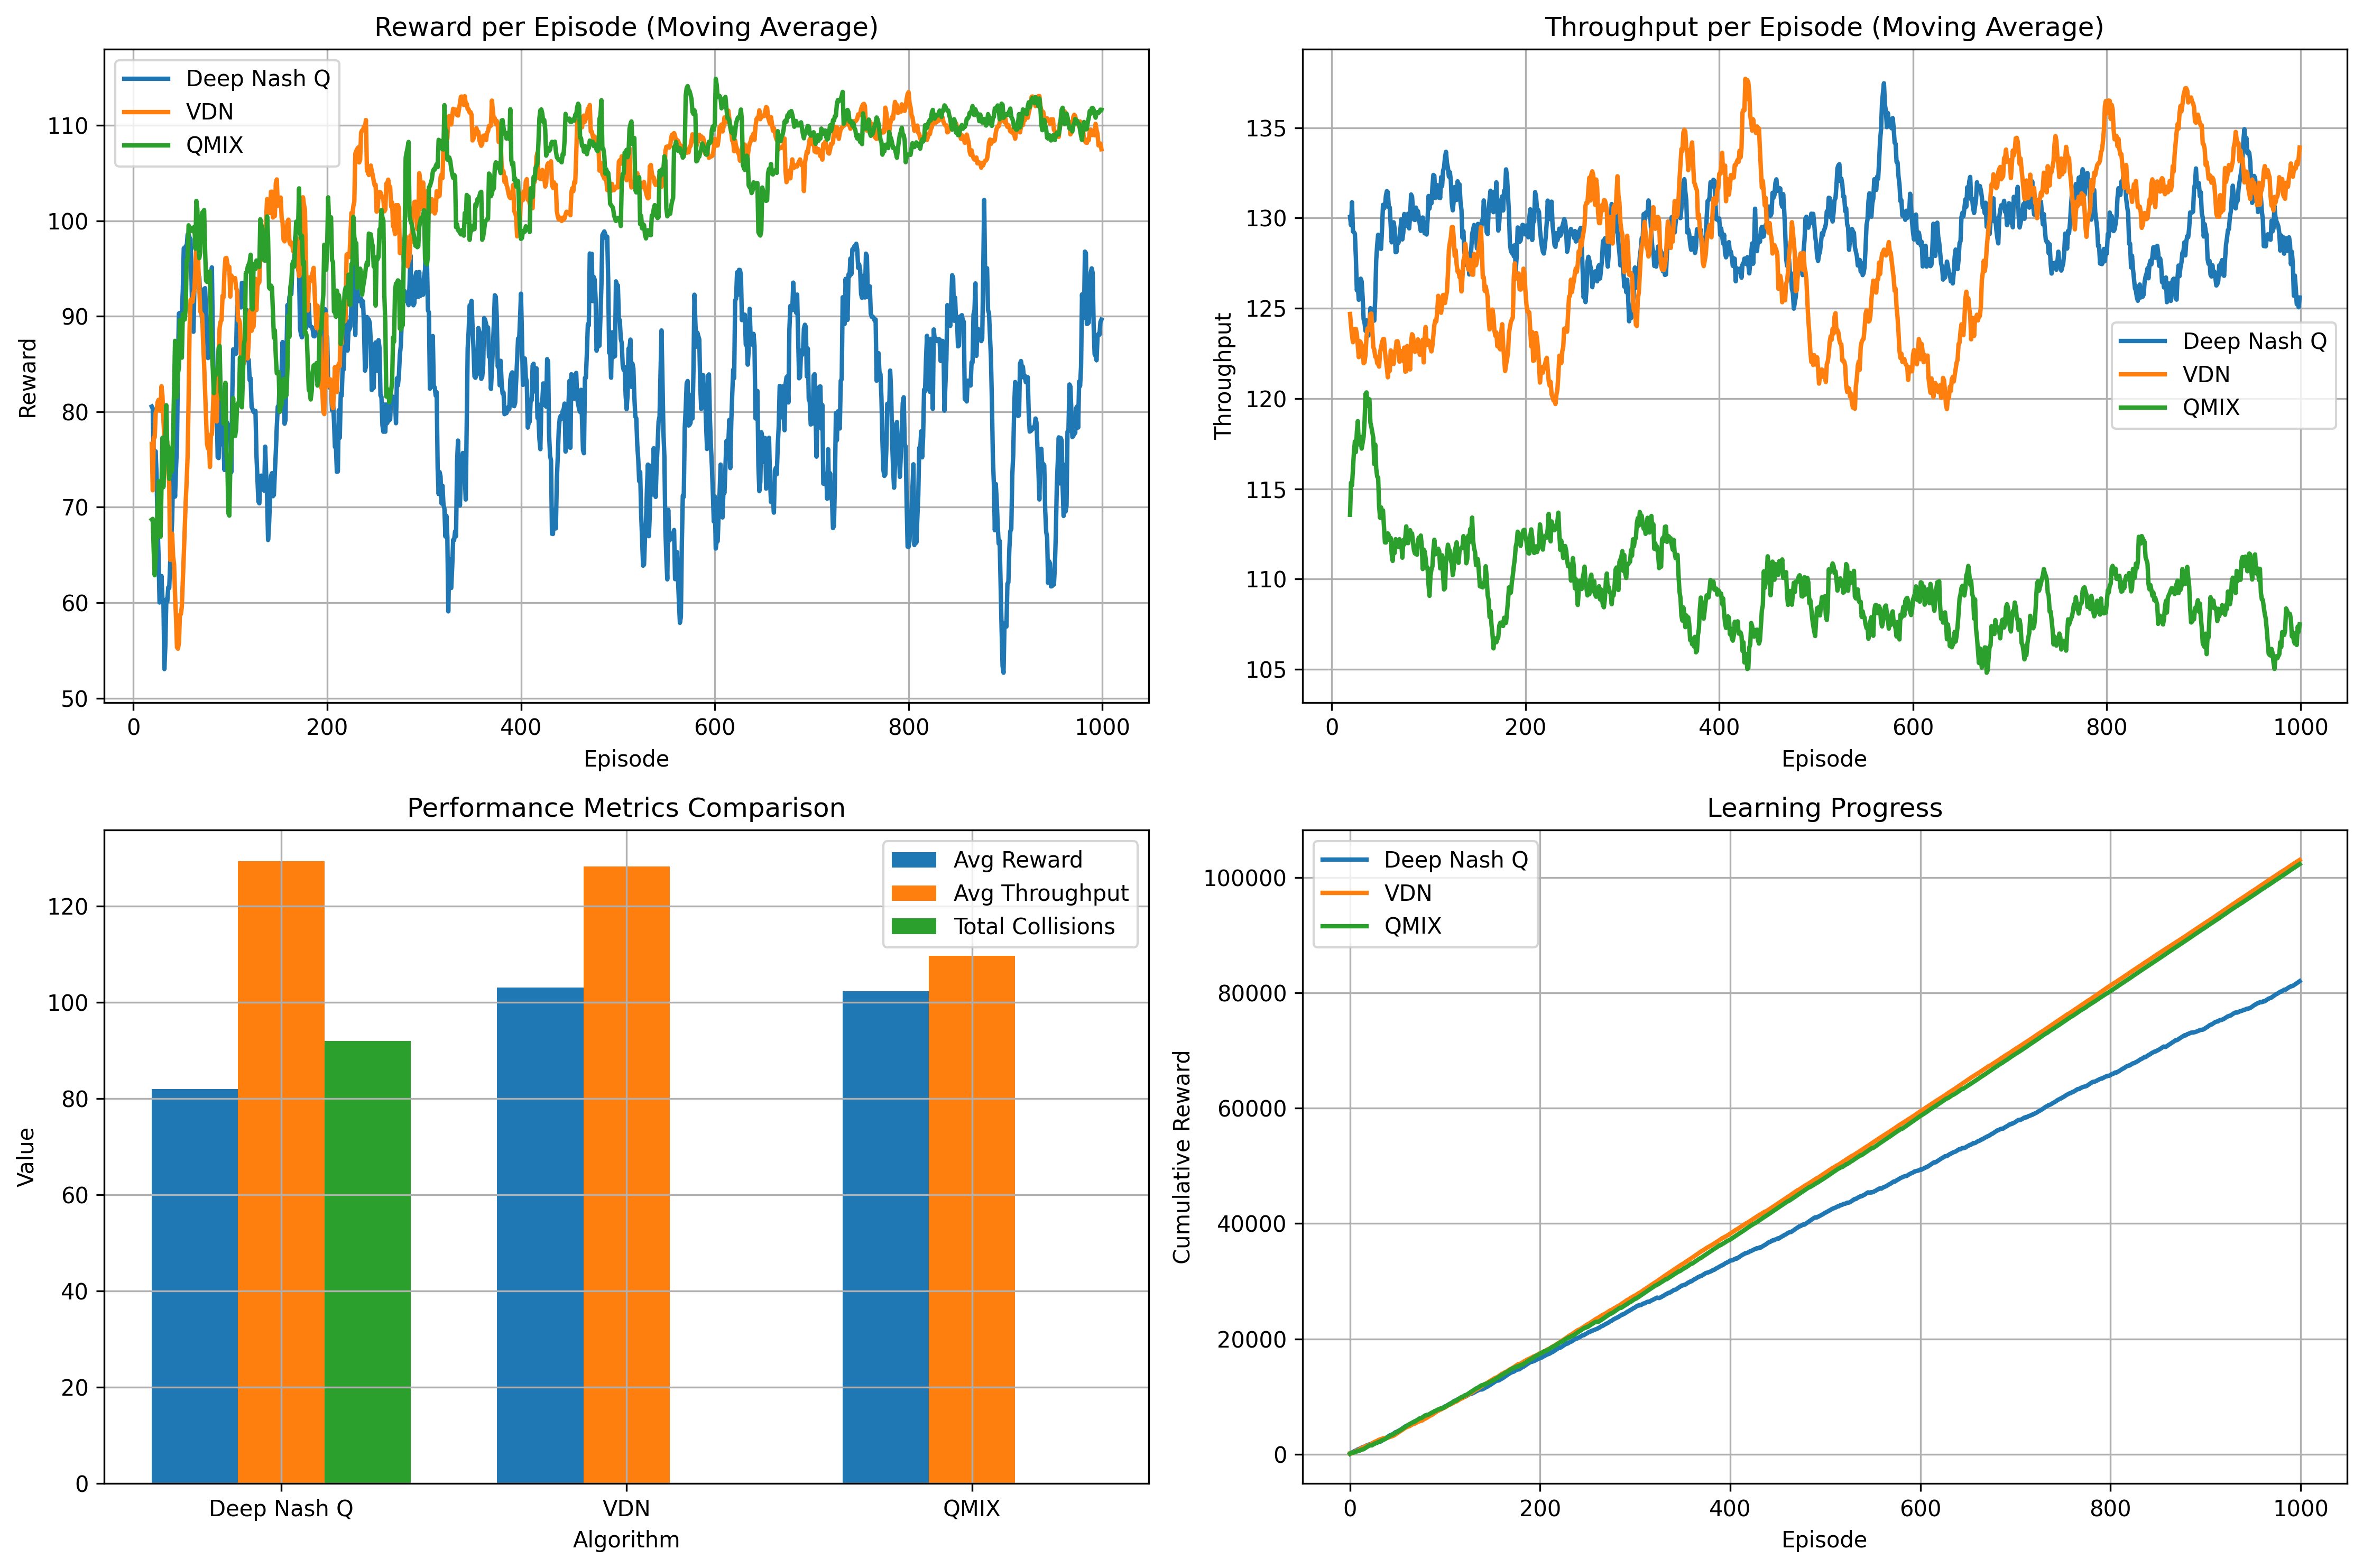 Reward per Episode (Moving Average)
Deep Nash Q
VDN
QMIX
Reward
110
100
90
80
70
60
50
0 200 400 600 800 1000
Episode
Throughput per Episode (Moving Average)
Throughput
135
130
125
120
115
110
105
Deep Nash Q
VDN
QMIX
0 200 400 600 800 1000
Episode
Performance Metrics Comparison
Avg Reward
Avg Throughput
Total Collisions
Value
120
100
80
60
40
20
0
Deep Nash Q VDN QMIX
Algorithm
Learning Progress
Deep Nash Q
VDN
QMIX
Cumulative Reward
100000
80000
60000
40000
20000
0
0 200 400 600 800 1000
Episode